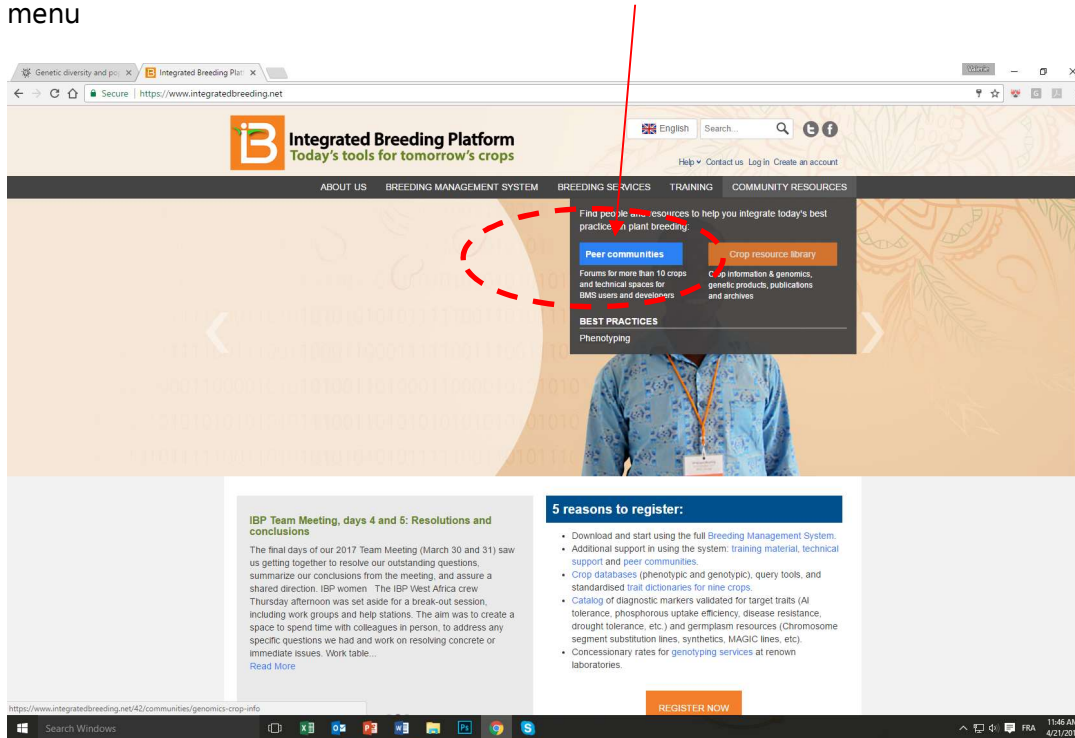 menu
Genetic diversity and po
Integrated Breeding Plat
Secure https://www.integratedbreeding.net
iB Integrated Breeding Platform
Today's tools for tomorrow's crops
English Search...
Help Contact us Log in Create an account
ABOUT US BREEDING MANAGEMENT SYSTEM BREEDING SERVICES TRAINING COMMUNITY RESOURCES
Find people and resources to help you integrate today's best
practice in plant breeding:
Peer communities
Forums for more than 10 crops
and technical spaces for
BMS users and developers
Crop resource library
Crop information & genomics,
genetic products, publications
and archives
BEST PRACTICES
Phenotyping
IBP Team Meeting, days 4 and 5: Resolutions and
conclusions
The final days of our 2017 Team Meeting (March 30 and 31) saw
us getting together to resolve our outstanding questions,
summarize our conclusions from the meeting, and assure a
shared direction. IBP women The IBP West Africa crew
Thursday afternoon was set aside for a break-out session,
including work groups and help stations. The aim was to create a
space to spend time with colleagues in person, to address any
specific questions we had and work on resolving concrete or
immediate issues. Work table...
Read More
5 reasons to register:
• Download and start using the full Breeding Management System.
• Additional support in using the system: training material, technical
support and peer communities.
• Crop databases (phenotypic and genotypic), query tools, and
standardised trait dictionaries for nine crops.
• Catalog of diagnostic markers validated for target traits (Al
tolerance, phosphorous uptake efficiency, disease resistance,
drought tolerance, etc.) and germplasm resources (Chromosome
segment substitution lines, synthetics, MAGIC lines, etc).
• Concessionary rates for genotyping services at renown
laboratories.
REGISTER NOW
https://www.integratedbreeding.net/42/communities/genomics-crop-info
Search Windows
FRA
11:46 AM
4/21/201